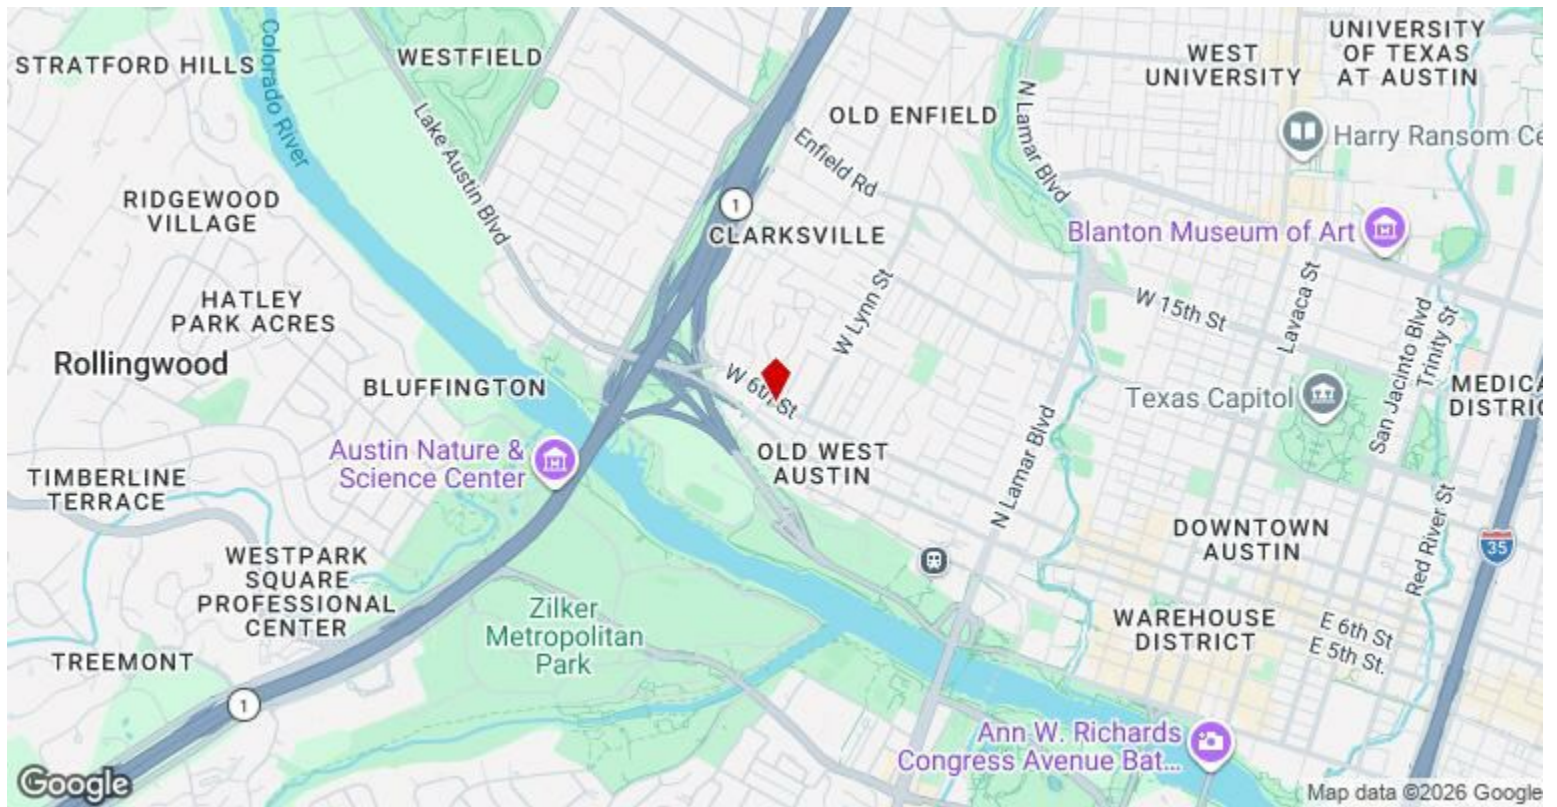 STRATFORD HILLS
Colorado River
WESTFIELD
Lake Austin Blvd
OLD ENFIELD
Enfield Rd
N Lamar Blvd
WEST
UNIVERSITY
UNIVERSITY
OF TEXAS
AT AUSTIN
Harry Ransom Ce
RIDGEWOOD
VILLAGE
1
CLARKSVILLE
Blanton Museum of Art
HATLEY
PARK ACRES
W Lynn St
W 15th St
Lavaca St
San Jacinto Blvd
Trinity St
Rollingwood
BLUFFINGTON
W 6th St
Texas Capitol
MEDICA
DISTRIC
Austin Nature &
Science Center
OLD WEST
AUSTIN
N Lamar Blvd
TIMBERLINE
TERRACE
DOWNTOWN
AUSTIN
Red River St
35
WESTPARK
SQUARE
PROFESSIONAL
CENTER
Zilker
Metropolitan
Park
WAREHOUSE
DISTRICT
E 6th St
E 5th St.
TREEMONT
1
Ann W. Richards
Congress Avenue Bat...
Google
Map data ©2026 Google